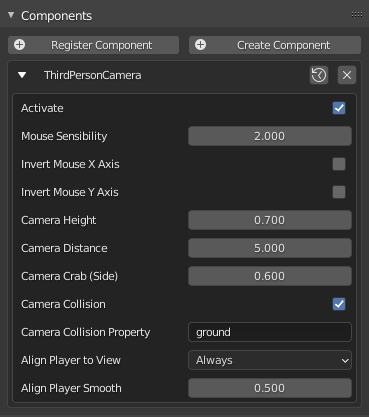 Components
Register Component Create Component
ThirdPersonCamera
Activate
Mouse Sensibility 2.000
Invert Mouse X Axis
Invert Mouse Y Axis
Camera Height 0.700
Camera Distance 5.000
Camera Crab (Side) 0.600
Camera Collision
Camera Collision Property ground
Align Player to View Always
Align Player Smooth 0.500